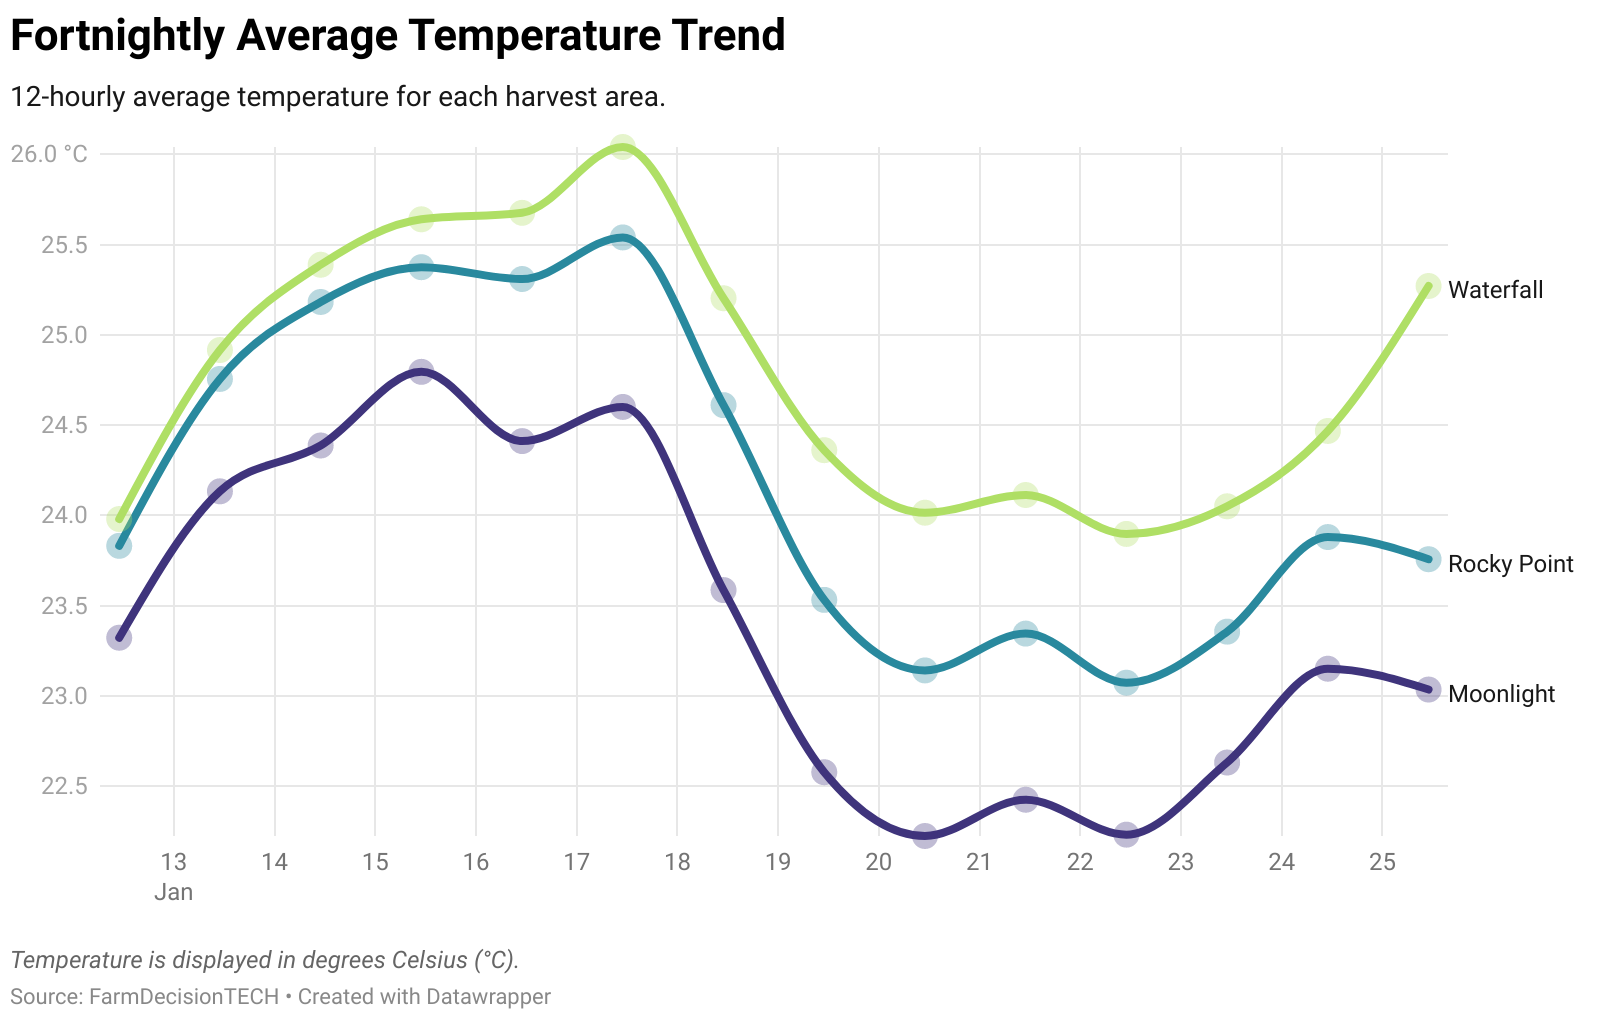 Fortnightly Average Temperature Trend
12-hourly average temperature for each harvest area.
26.0 °C
25.5
25.0
24.5
24.0
23.5
23.0
22.5
Waterfall
Rocky Point
Moonlight
13 14 15 16 17 18 19 20 21 22 23 24 25
Jan
Temperature is displayed in degrees Celsius (°C).
Source: FarmDecisionTECH • Created with Datawrapper